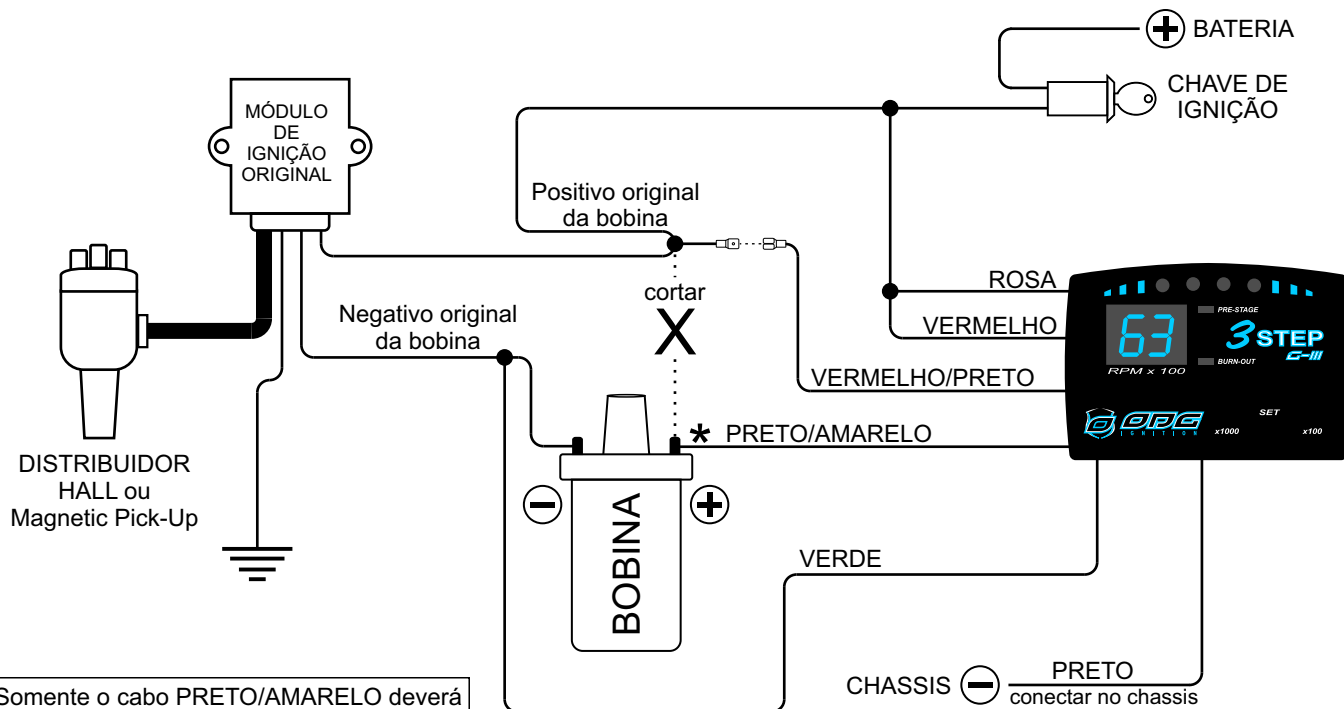 BATERIA
CHAVE DE
IGNIÇÃO
MÓDULO
DE
IGNIÇÃO
ORIGINAL
Positivo original
da bobina
cortar
X
Negativo original
da bobina
ROSA
VERMELHO
VERMELHO/PRETO
* PRETO/AMARELO
63
RPM x 100
PRE-STAGE
3 STEP
G-III
BURN-OUT
ODG
IGNITION
SET
x1000
x100
DISTRIBUIDOR
HALL ou
Magnetic Pick-Up
BOBINA
VERDE
CHASSIS
PRETO
conectar no chassis
Somente o cabo PRETO/AMARELO deverá